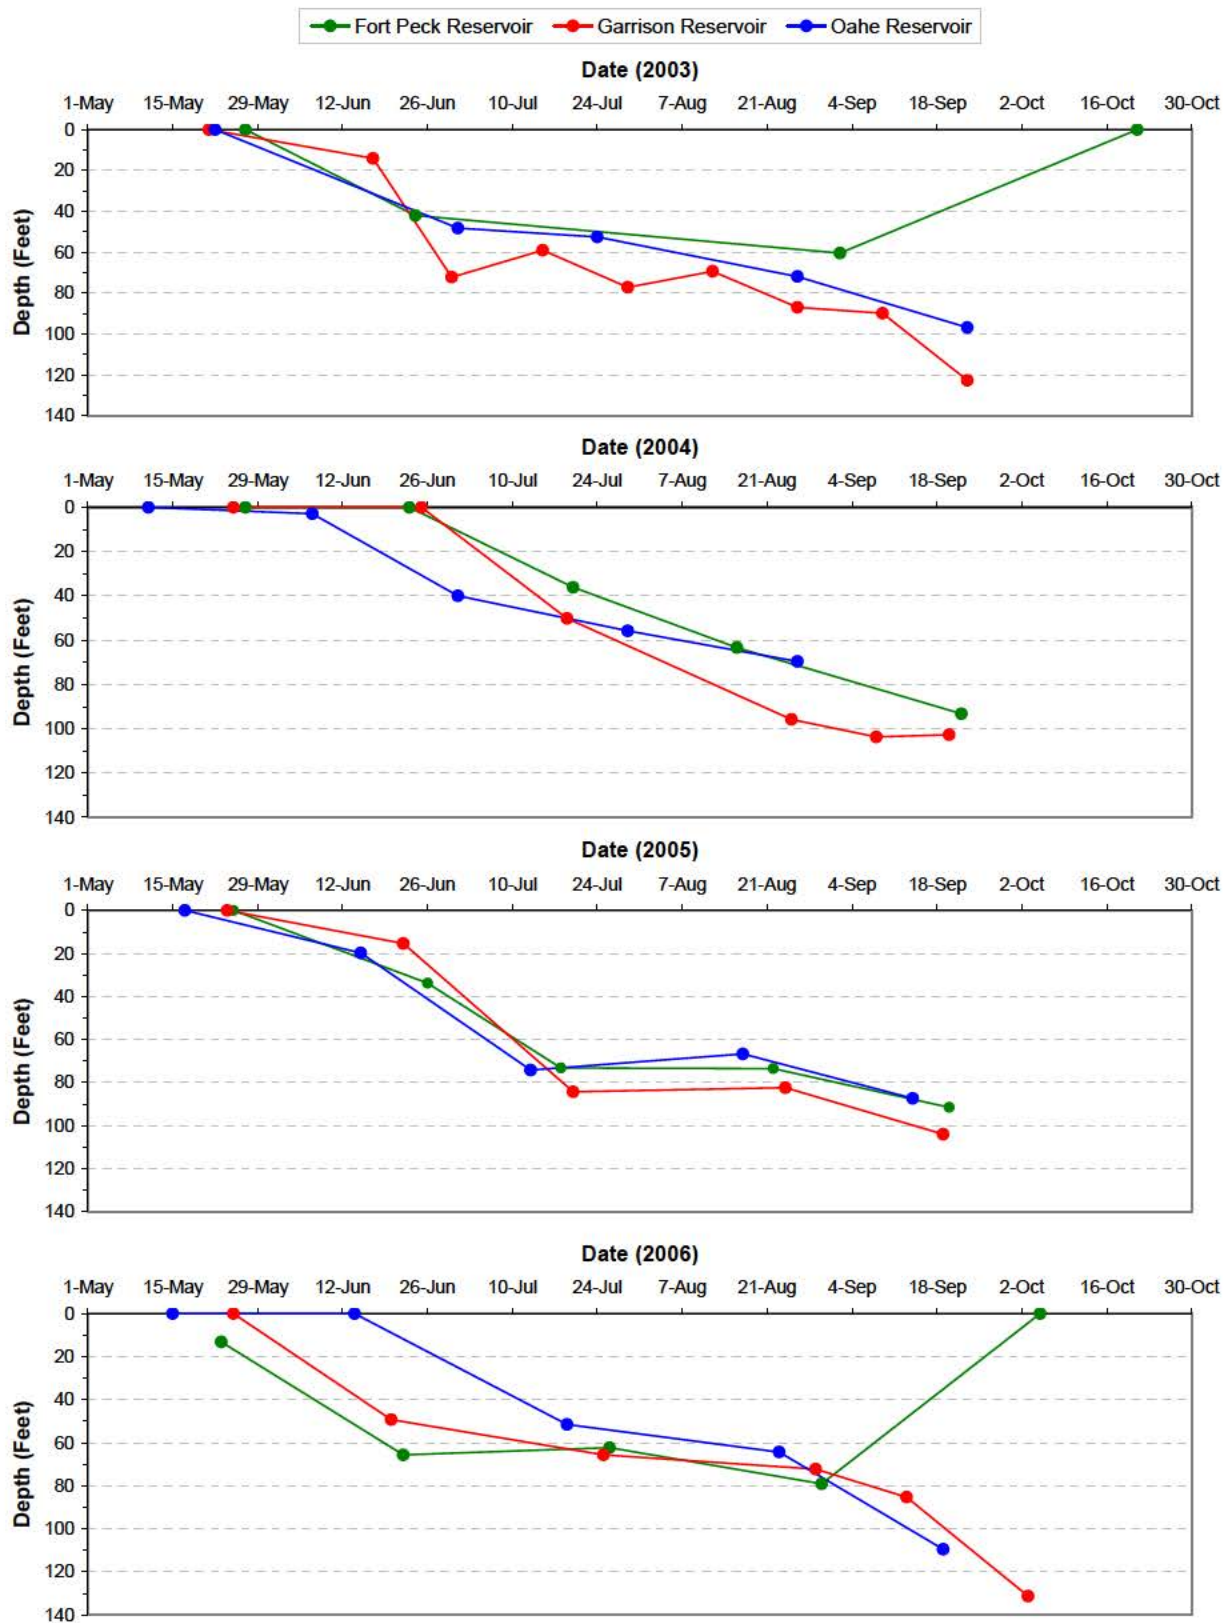 Fort Peck Reservoir Garrison Reservoir Oahe Reservoir
Date (2003)
1-May 15-May 29-May 12-Jun 26-Jun 10-Jul 24-Jul 7-Aug 21-Aug 4-Sep 18-Sep 2-Oct 16-Oct 30-Oct
0
20
40
60
80
100
120
140
Depth (Feet)
Date (2004)
1-May 15-May 29-May 12-Jun 26-Jun 10-Jul 24-Jul 7-Aug 21-Aug 4-Sep 18-Sep 2-Oct 16-Oct 30-Oct
0
20
40
60
80
100
120
140
Depth (Feet)
Date (2005)
1-May 15-May 29-May 12-Jun 26-Jun 10-Jul 24-Jul 7-Aug 21-Aug 4-Sep 18-Sep 2-Oct 16-Oct 30-Oct
0
20
40
60
80
100
120
140
Depth (Feet)
Date (2006)
1-May 15-May 29-May 12-Jun 26-Jun 10-Jul 24-Jul 7-Aug 21-Aug 4-Sep 18-Sep 2-Oct 16-Oct 30-Oct
0
20
40
60
80
100
120
140
Depth (Feet)